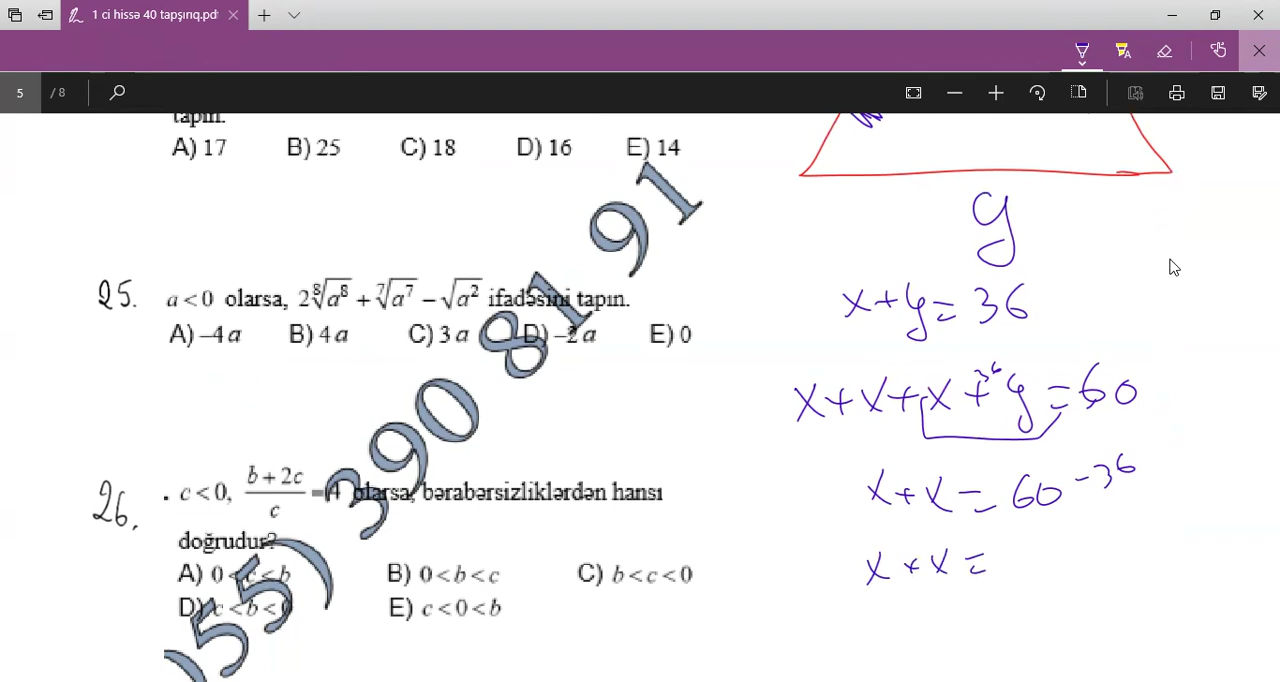 1 ci hissə 40 tapşırıq.pdf
5 / 8
tapın.
A) 17 B) 25 C) 18 D) 16 E) 14
25. a < 0 olarsa, 2⁸√a⁸ + ⁷√a⁷ − √a² ifadəsini tapın.
A) −4a B) 4a C) 3a D) −2a E) 0
26. . c < 0, (b + 2c)/c = 4 olarsa, bərabərsizliklərdən hansı
doğrudur?
A) 0 < c < b B) 0 < b < c C) b < c < 0
D) c < b < 0 E) c < 0 < b
055) 390 81 91
y
x + y = 36
36
x + x + x + y = 60
x + x = 60 − 36
x + x =